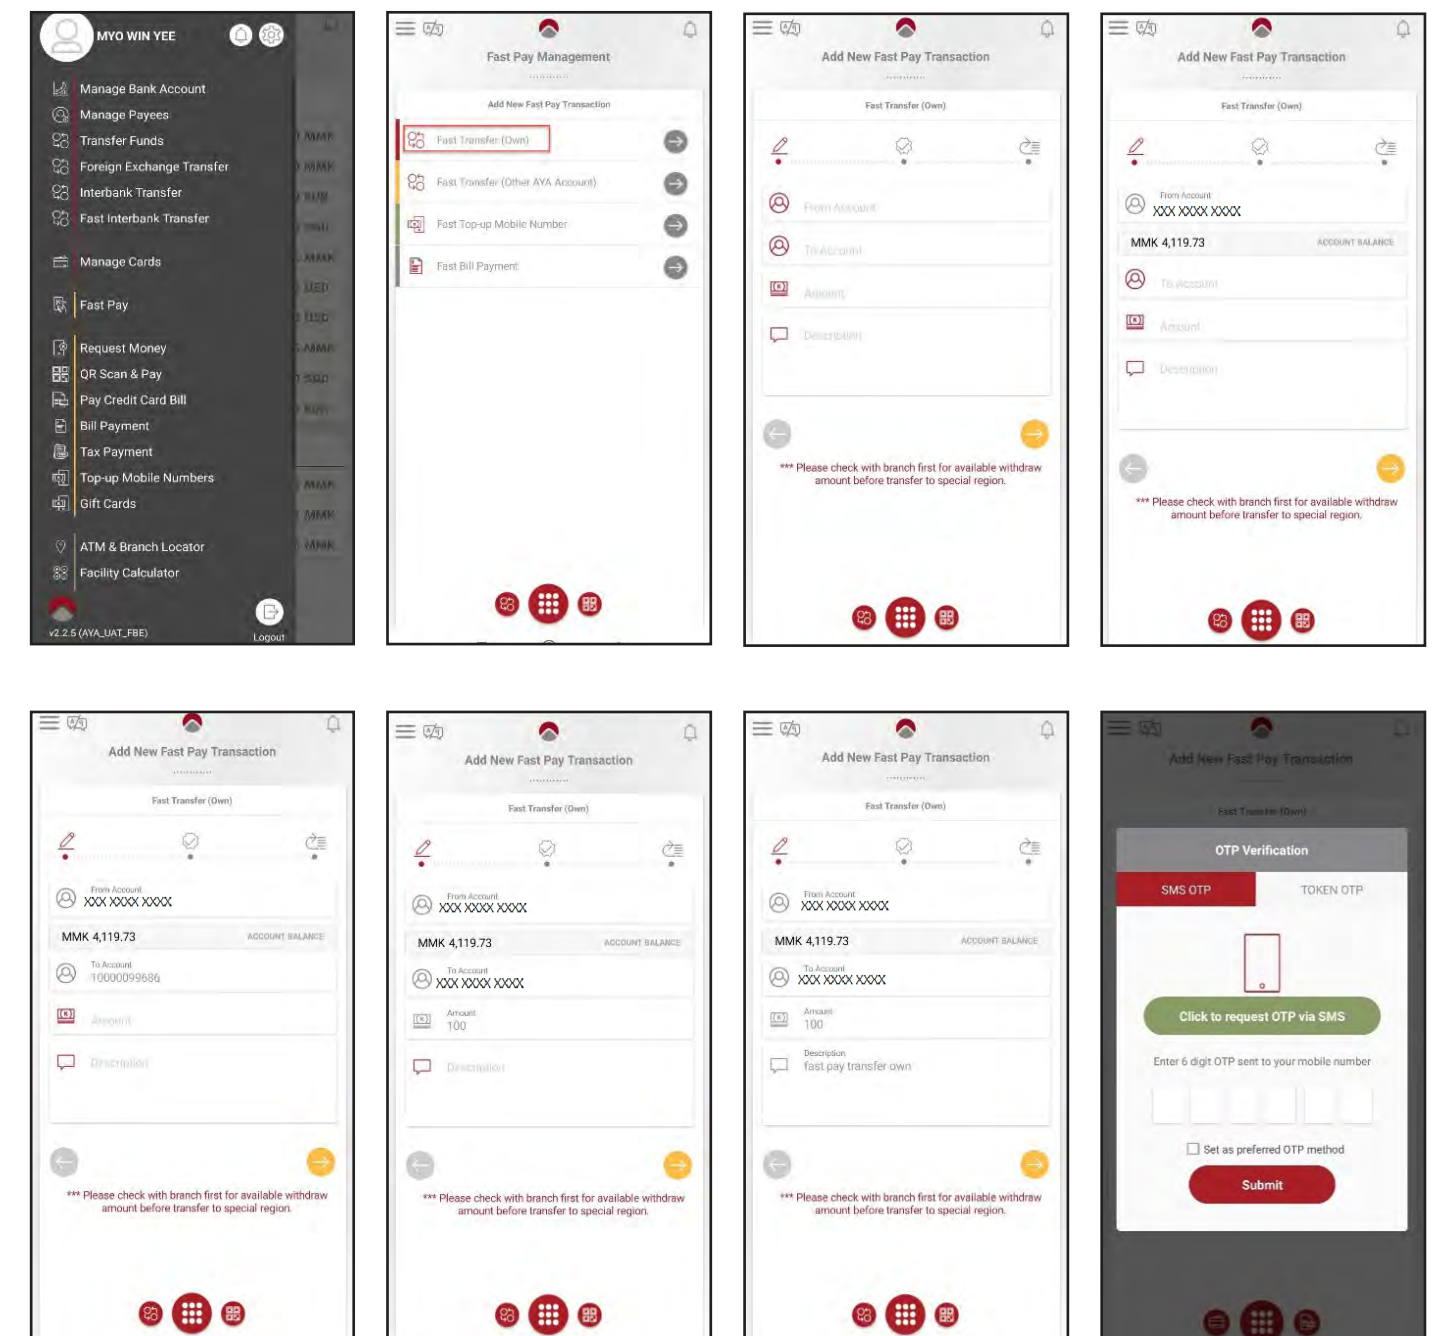 MYO WIN YEE
Manage Bank Account
Manage Payees
Transfer Funds
Foreign Exchange Transfer
Interbank Transfer
Fast Interbank Transfer
Manage Cards
Fast Pay
Request Money
QR Scan & Pay
Pay Credit Card Bill
Bill Payment
Tax Payment
Top-up Mobile Numbers
Gift Cards
ATM & Branch Locator
Facility Calculator
v2.2.5 (AYA_UAT_FBE)
Logout
MMK
MMK
MMK
USD
USD
MMK
SGD
MMK
MMK
MMK
Fast Pay Management
Add New Fast Pay Transaction
Fast Transfer (Own)
Fast Transfer (Other AYA Account)
Fast Top-up Mobile Number
Fast Bill Payment
Add New Fast Pay Transaction
Fast Transfer (Own)
From Account
To Account
Amount
Description
*** Please check with branch first for available withdraw
amount before transfer to special region.
Add New Fast Pay Transaction
Fast Transfer (Own)
From Account
XXX XXXX XXXX
MMK 4,119.73 ACCOUNT BALANCE
To Account
Amount
Description
*** Please check with branch first for available withdraw
amount before transfer to special region.
Add New Fast Pay Transaction
Fast Transfer (Own)
From Account
XXX XXXX XXXX
MMK 4,119.73 ACCOUNT BALANCE
To Account
10000099686
Amount
Description
*** Please check with branch first for available withdraw
amount before transfer to special region.
Add New Fast Pay Transaction
Fast Transfer (Own)
From Account
XXX XXXX XXXX
MMK 4,119.73 ACCOUNT BALANCE
To Account
XXX XXXX XXXX
Amount
100
Description
*** Please check with branch first for available withdraw
amount before transfer to special region.
Add New Fast Pay Transaction
Fast Transfer (Own)
From Account
XXX XXXX XXXX
MMK 4,119.73 ACCOUNT BALANCE
To Account
XXX XXXX XXXX
Amount
100
Description
fast pay transfer own
*** Please check with branch first for available withdraw
amount before transfer to special region.
Add New Fast Pay Transaction
Fast Transfer (Own)
OTP Verification
SMS OTP TOKEN OTP
Click to request OTP via SMS
Enter 6 digit OTP sent to your mobile number
Set as preferred OTP method
Submit